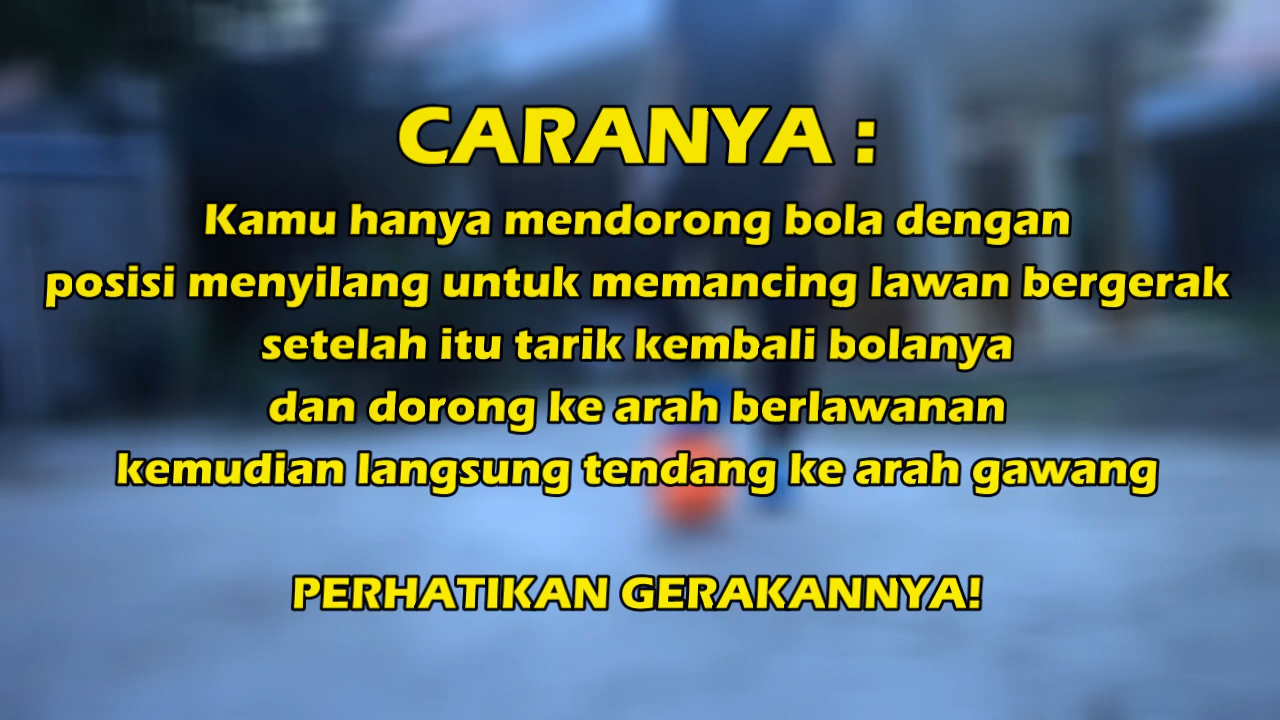 CARANYA :
Kamu hanya mendorong bola dengan
posisi menyilang untuk memancing lawan bergerak
setelah itu tarik kembali bolanya
dan dorong ke arah berlawanan
kemudian langsung tendang ke arah gawang
PERHATIKAN GERAKANNYA!